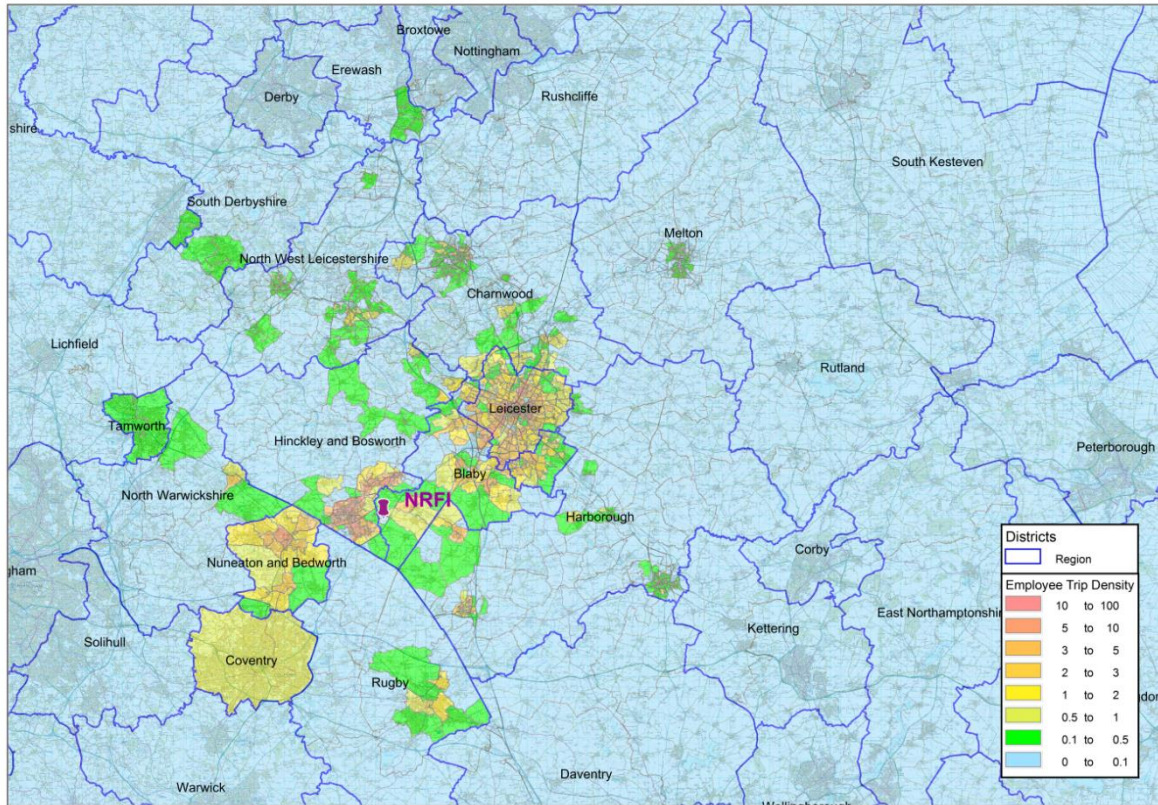 Broxtowe
Nottingham
Erewash
Derby
Rushcliffe
shire
South Kesteven
South Derbyshire
Melton
North West Leicestershire
Charnwood
Lichfield
Rutland
Leicester
Tamworth
Hinckley and Bosworth
Peterborough
Blaby
North Warwickshire
NRFI
Harborough
Corby
Nuneaton and Bedworth
gham
East Northamptonshir
Solihull
Kettering
Coventry
Rugby
Daventry
Warwick
Wellingborough
Districts
Region
Employee Trip Density
10 to 100
5 to 10
3 to 5
2 to 3
1 to 2
0.5 to 1
0.1 to 0.5
0 to 0.1